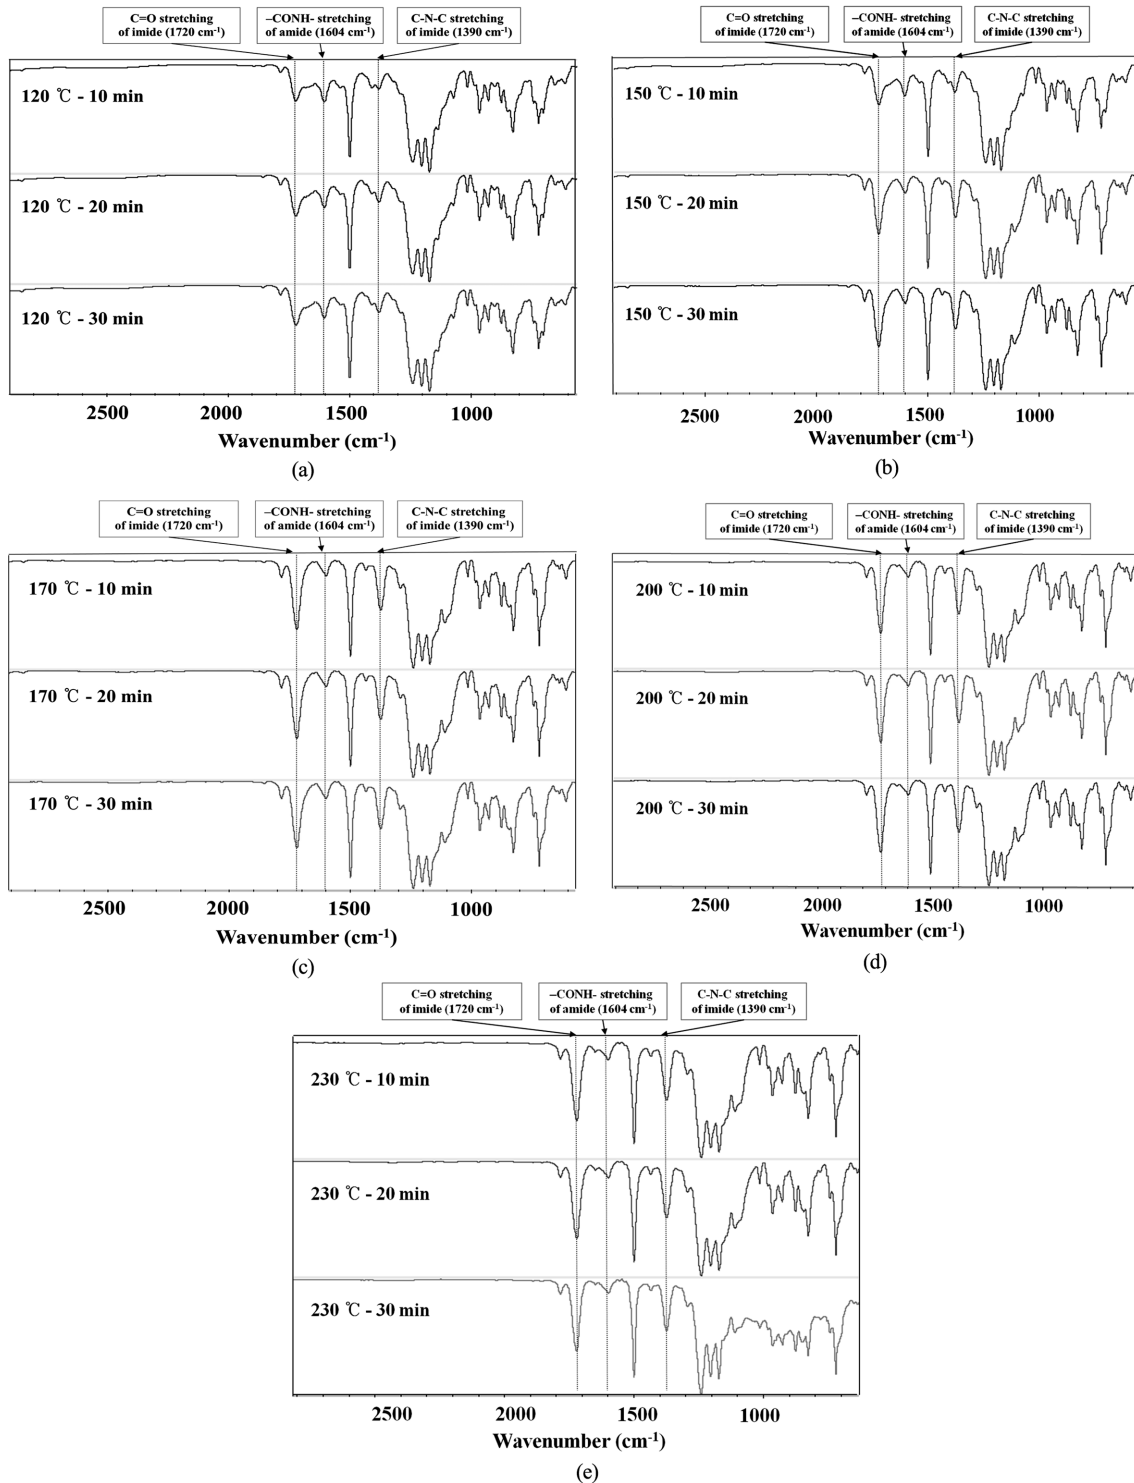 C=O stretching
of imide (1720 cm⁻¹)
–CONH- stretching
of amide (1604 cm⁻¹)
C-N-C stretching
of imide (1390 cm⁻¹)
120 ℃ - 10 min
120 ℃ - 20 min
120 ℃ - 30 min
2500 2000 1500 1000
Wavenumber (cm⁻¹)
(a)
C=O stretching
of imide (1720 cm⁻¹)
–CONH- stretching
of amide (1604 cm⁻¹)
C-N-C stretching
of imide (1390 cm⁻¹)
150 ℃ - 10 min
150 ℃ - 20 min
150 ℃ - 30 min
2500 2000 1500 1000
Wavenumber (cm⁻¹)
(b)
C=O stretching
of imide (1720 cm⁻¹)
–CONH- stretching
of amide (1604 cm⁻¹)
C-N-C stretching
of imide (1390 cm⁻¹)
170 ℃ - 10 min
170 ℃ - 20 min
170 ℃ - 30 min
2500 2000 1500 1000
Wavenumber (cm⁻¹)
(c)
C=O stretching
of imide (1720 cm⁻¹)
–CONH- stretching
of amide (1604 cm⁻¹)
C-N-C stretching
of imide (1390 cm⁻¹)
200 ℃ - 10 min
200 ℃ - 20 min
200 ℃ - 30 min
2500 2000 1500 1000
Wavenumber (cm⁻¹)
(d)
C=O stretching
of imide (1720 cm⁻¹)
–CONH- stretching
of amide (1604 cm⁻¹)
C-N-C stretching
of imide (1390 cm⁻¹)
230 ℃ - 10 min
230 ℃ - 20 min
230 ℃ - 30 min
2500 2000 1500 1000
Wavenumber (cm⁻¹)
(e)